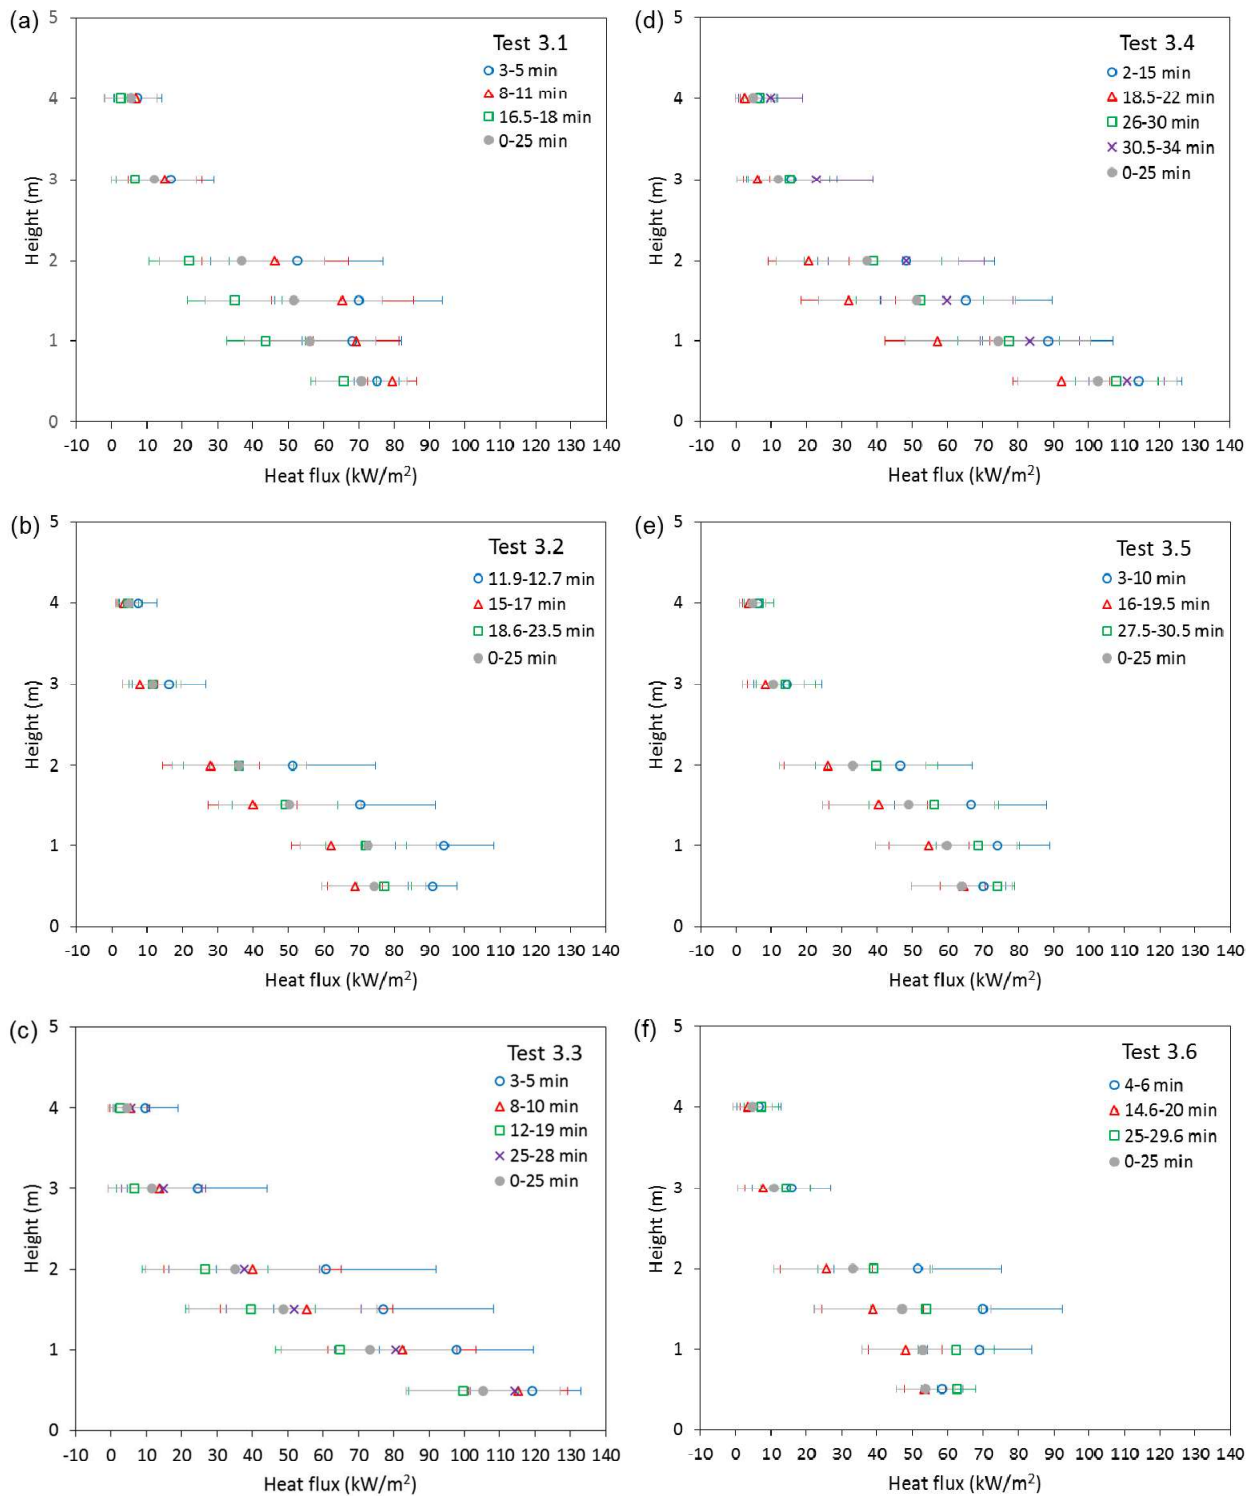 (a)
Test 3.1
3-5 min
8-11 min
16.5-18 min
0-25 min
5
4
3
2
1
0
Height (m)
-10 0 10 20 30 40 50 60 70 80 90 100 110 120 130 140
Heat flux (kW/m²)
(d)
Test 3.4
2-15 min
18.5-22 min
26-30 min
30.5-34 min
0-25 min
5
4
3
2
1
0
Height (m)
-10 0 10 20 30 40 50 60 70 80 90 100 110 120 130 140
Heat flux (kW/m²)
(b)
Test 3.2
11.9-12.7 min
15-17 min
18.6-23.5 min
0-25 min
5
4
3
2
1
0
Height (m)
-10 0 10 20 30 40 50 60 70 80 90 100 110 120 130 140
Heat flux (kW/m²)
(e)
Test 3.5
3-10 min
16-19.5 min
27.5-30.5 min
0-25 min
5
4
3
2
1
0
Height (m)
-10 0 10 20 30 40 50 60 70 80 90 100 110 120 130 140
Heat flux (kW/m²)
(c)
Test 3.3
3-5 min
8-10 min
12-19 min
25-28 min
0-25 min
5
4
3
2
1
0
Height (m)
-10 0 10 20 30 40 50 60 70 80 90 100 110 120 130 140
Heat flux (kW/m²)
(f)
Test 3.6
4-6 min
14.6-20 min
25-29.6 min
0-25 min
5
4
3
2
1
0
Height (m)
-10 0 10 20 30 40 50 60 70 80 90 100 110 120 130 140
Heat flux (kW/m²)